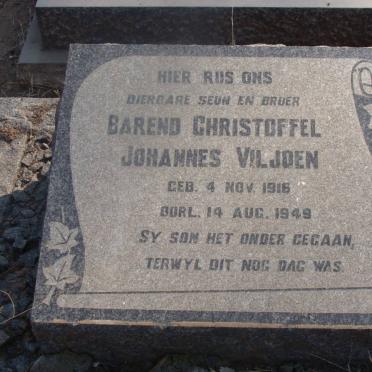 HIER RUS ONS
DIERBARE SEUN EN BROER
BAREND CHRISTOFFEL
JOHANNES VILJOEN
GEB. 4 NOV. 1916
OORL. 14 AUG. 1949
SY SON HET ONDER GEGAAN,
TERWYL DIT NOG DAG WAS